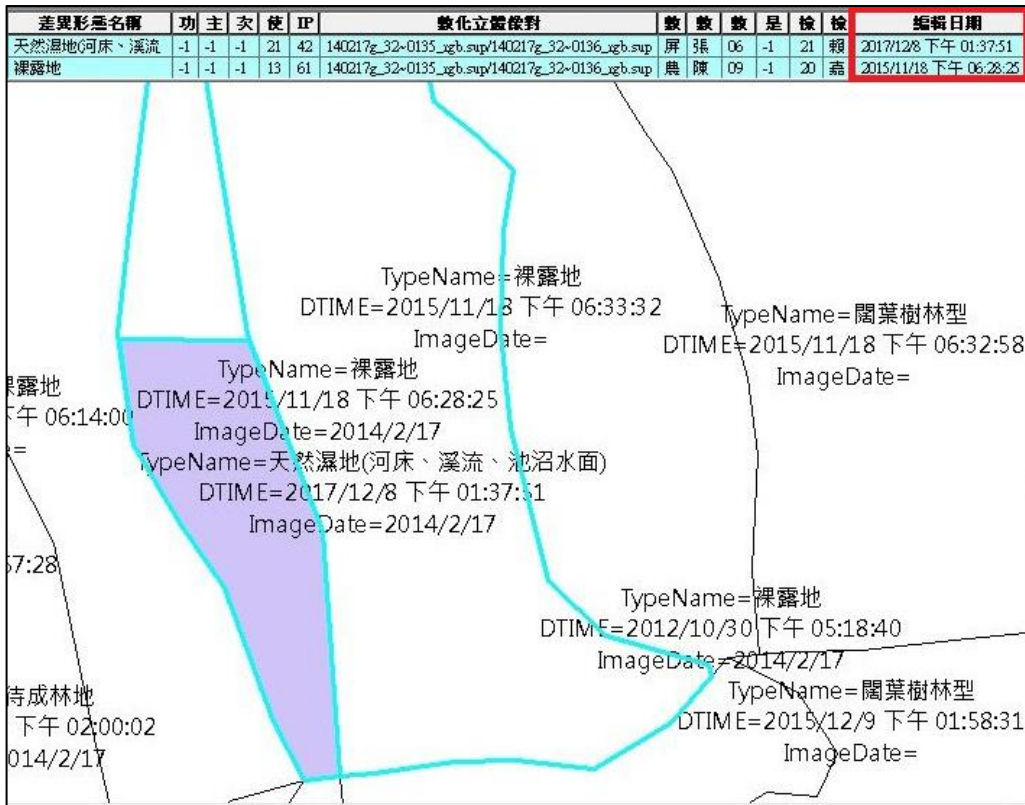 差異形態名稱 功 主 次 使 IP 數化立體像對 數 數 數 是 檢 檢 編輯日期
天然濕地(河床、溪流 -1 -1 -1 21 42 140217g_32~0135_rgb.sup/140217g_32~0136_rgb.sup 屏 張 06 -1 21 賴 2017/12/8 下午 01:37:51
裸露地 -1 -1 -1 13 61 140217g_32~0135_rgb.sup/140217g_32~0136_rgb.sup 農 陳 09 -1 20 嘉 2015/11/18 下午 06:28:25
TypeName=裸露地
DTIME=2015/11/18 下午 06:33:32
ImageDate=
TypeName=闊葉樹林型
DTIME=2015/11/18 下午 06:32:58
ImageDate=
裸露地
下午 06:14:00
=
TypeName=裸露地
DTIME=2015/11/18 下午 06:28:25
ImageDate=2014/2/17
TypeName=天然濕地(河床、溪流、池沼水面)
DTIME=2017/12/8 下午 01:37:51
ImageDate=2014/2/17
57:28
TypeName=裸露地
DTIME=2012/10/30 下午 05:18:40
ImageDate=2014/2/17
待成林地
下午 02:00:02
014/2/17
TypeName=闊葉樹林型
DTIME=2015/12/9 下午 01:58:31
ImageDate=